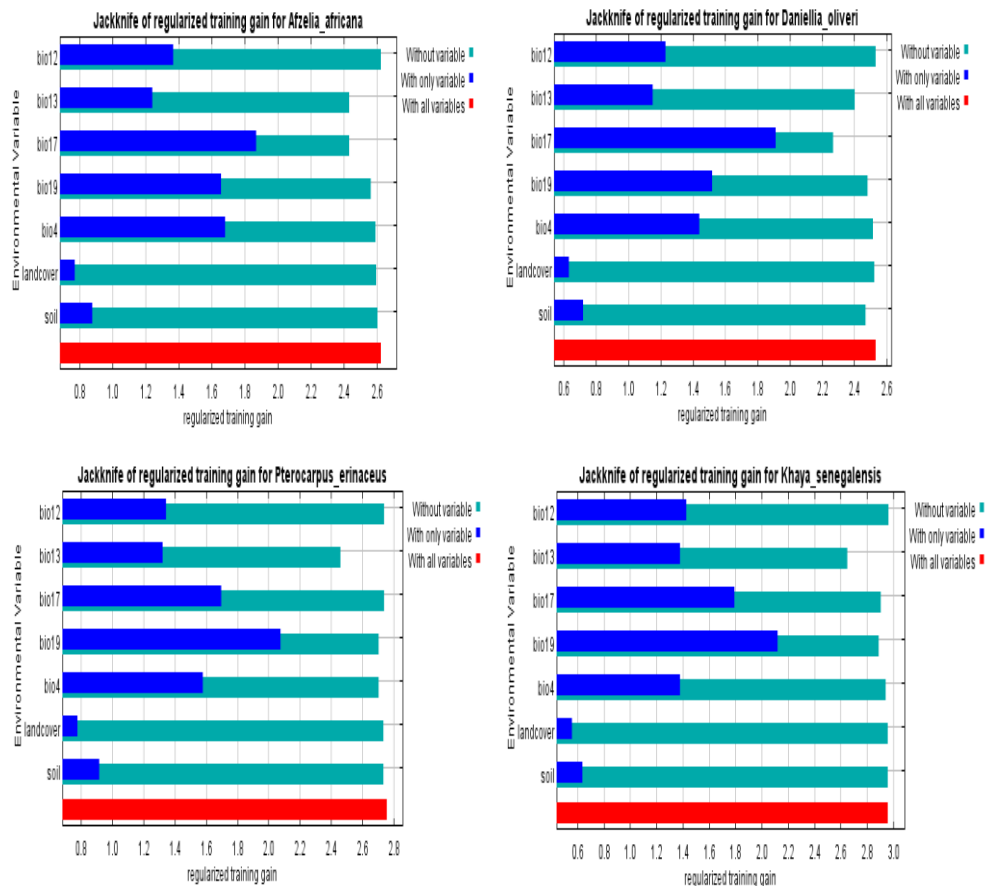 Jackknife of regularized training gain for Afzelia_africana
Environmental Variable
bio12
bio13
bio17
bio19
bio4
landcover
soil
Without variable
With only variable
With all variables
0.8 1.0 1.2 1.4 1.6 1.8 2.0 2.2 2.4 2.6
regularized training gain
Jackknife of regularized training gain for Daniellia_oliveri
Environmental Variable
bio12
bio13
bio17
bio19
bio4
landcover
soil
Without variable
With only variable
With all variables
0.6 0.8 1.0 1.2 1.4 1.6 1.8 2.0 2.2 2.4 2.6
regularized training gain
Jackknife of regularized training gain for Pterocarpus_erinaceus
Environmental Variable
bio12
bio13
bio17
bio19
bio4
landcover
soil
Without variable
With only variable
With all variables
0.8 1.0 1.2 1.4 1.6 1.8 2.0 2.2 2.4 2.6 2.8
regularized training gain
Jackknife of regularized training gain for Khaya_senegalensis
Environmental Variable
bio12
bio13
bio17
bio19
bio4
landcover
soil
Without variable
With only variable
With all variables
0.6 0.8 1.0 1.2 1.4 1.6 1.8 2.0 2.2 2.4 2.6 2.8 3.0
regularized training gain